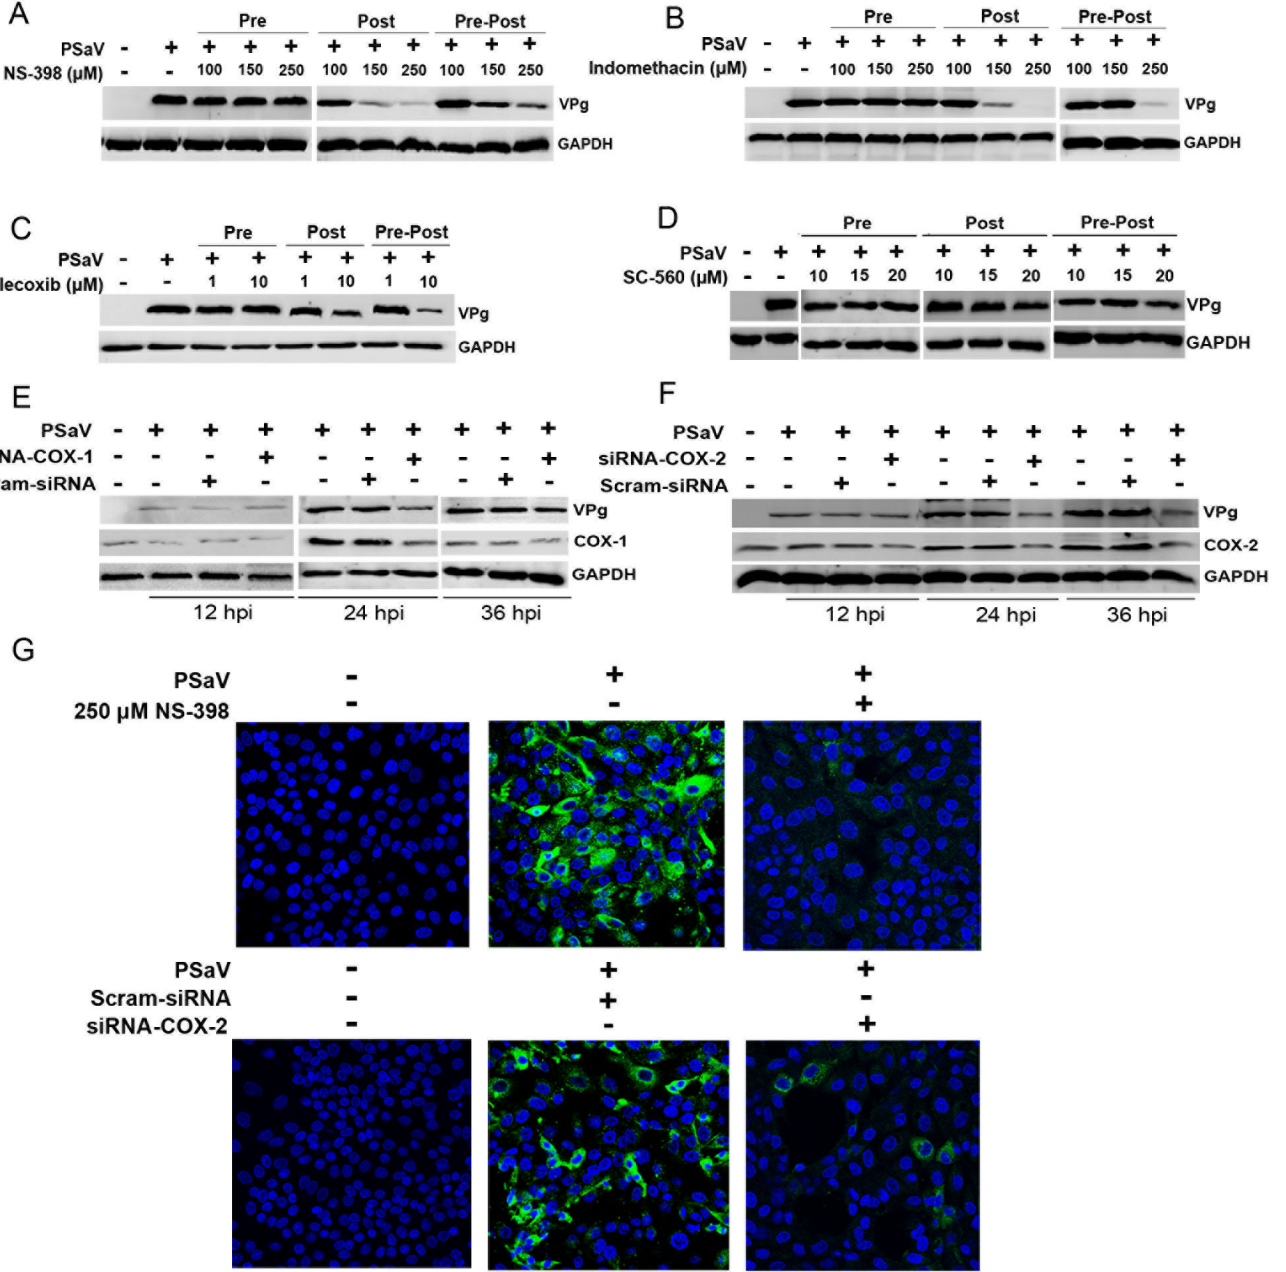 A
Pre Post Pre-Post
PSaV - + + + + + + + + + +
NS-398 (µM) - - 100 150 250 100 150 250 100 150 250
VPg
GAPDH
B
Pre Post Pre-Post
PSaV - + + + + + + + + + +
Indomethacin (µM) - - 100 150 250 100 150 250 100 150 250
VPg
GAPDH
C
Pre Post Pre-Post
PSaV - + + + + + + +
lecoxib (µM) - - 1 10 1 10 1 10
VPg
GAPDH
D
Pre Post Pre-Post
PSaV - + + + + + + + + + +
SC-560 (µM) - - 10 15 20 10 15 20 10 15 20
VPg
GAPDH
E
PSaV - + + + + + + + + +
NA-COX-1 - - - + - - + - - +
am-siRNA - - + - - + - - + -
VPg
COX-1
GAPDH
12 hpi 24 hpi 36 hpi
F
PSaV - + + + + + + + + +
siRNA-COX-2 - - - + - - + - - +
Scram-siRNA - - + - - + - - + -
VPg
COX-2
GAPDH
12 hpi 24 hpi 36 hpi
G
PSaV - + +
250 µM NS-398 - - +
PSaV - + +
Scram-siRNA - + -
siRNA-COX-2 - - +